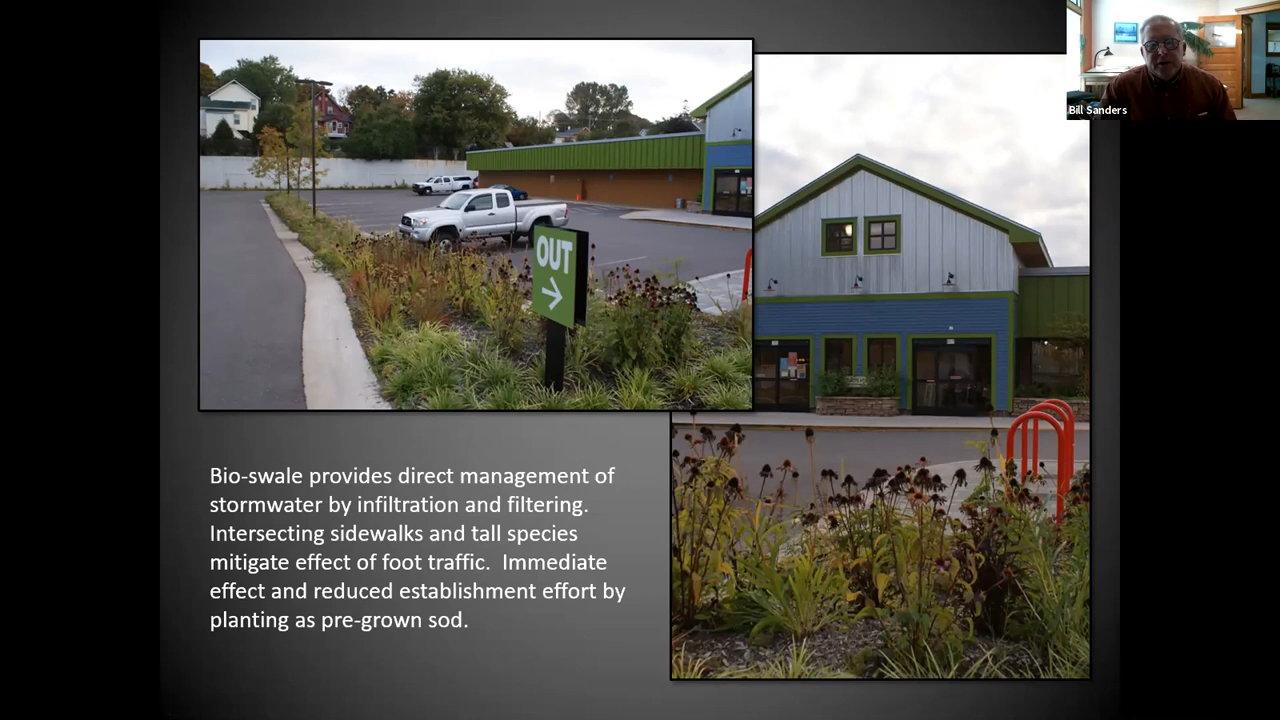 Bill Sanders
OUT
Bio-swale provides direct management of
stormwater by infiltration and filtering.
Intersecting sidewalks and tall species
mitigate effect of foot traffic.  Immediate
effect and reduced establishment effort by
planting as pre-grown sod.